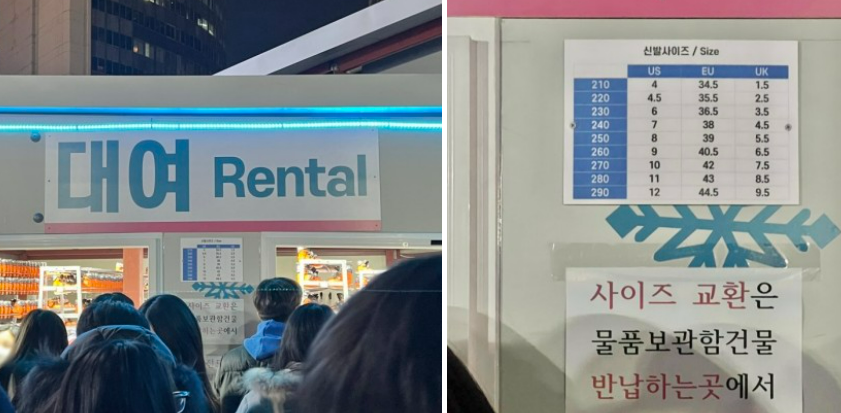 대여 Rental
신발사이즈 / Size
US EU UK
210 4 34.5 1.5
220 4.5 35.5 2.5
230 6 36.5 3.5
240 7 38 4.5
250 8 39 5.5
260 9 40.5 6.5
270 10 42 7.5
280 11 43 8.5
290 12 44.5 9.5
사이즈 교환은
물품보관함건물
반납하는곳에서